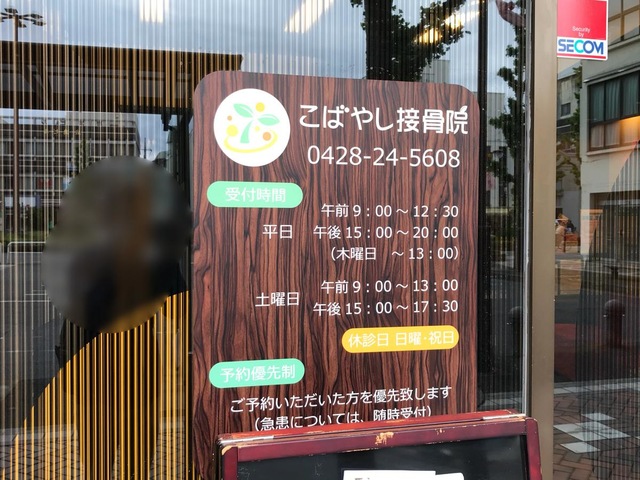 こばやし接骨院
0428-24-5608
受付時間
平日
午前 9：00 ～ 12：30
午後 15：00 ～ 20：00
（木曜日　～ 13：00）
土曜日
午前 9：00 ～ 13：00
午後 15：00 ～ 17：30
休診日 日曜・祝日
予約優先制
ご予約いただいた方を優先致します
（急患については、随時受付）
Security
by
SECOM